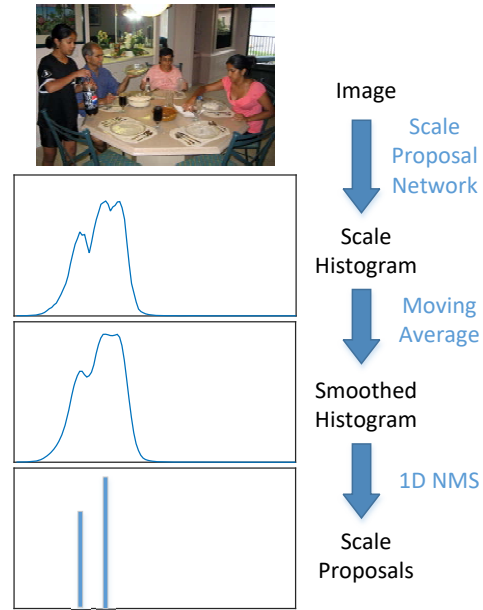 Image
Scale
Proposal
Network
Scale
Histogram
Moving
Average
Smoothed
Histogram
1D NMS
Scale
Proposals